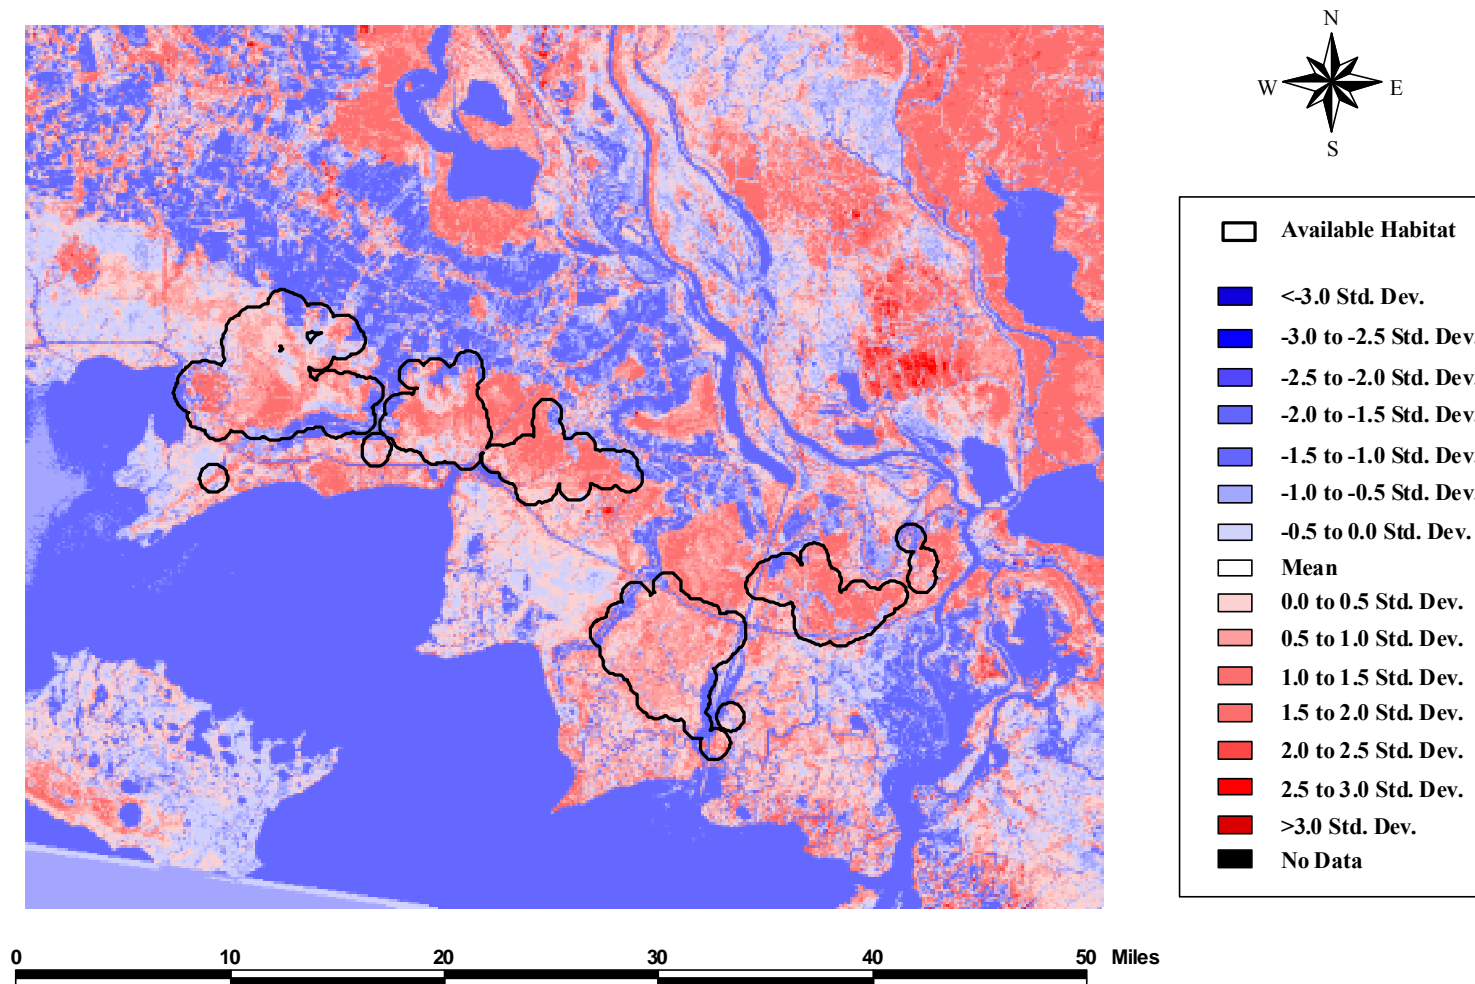 N
W E
S
Available Habitat
<-3.0 Std. Dev.
-3.0 to -2.5 Std. Dev.
-2.5 to -2.0 Std. Dev.
-2.0 to -1.5 Std. Dev.
-1.5 to -1.0 Std. Dev.
-1.0 to -0.5 Std. Dev.
-0.5 to 0.0 Std. Dev.
Mean
0.0 to 0.5 Std. Dev.
0.5 to 1.0 Std. Dev.
1.0 to 1.5 Std. Dev.
1.5 to 2.0 Std. Dev.
2.0 to 2.5 Std. Dev.
2.5 to 3.0 Std. Dev.
>3.0 Std. Dev.
No Data
0 10 20 30 40 50 Miles